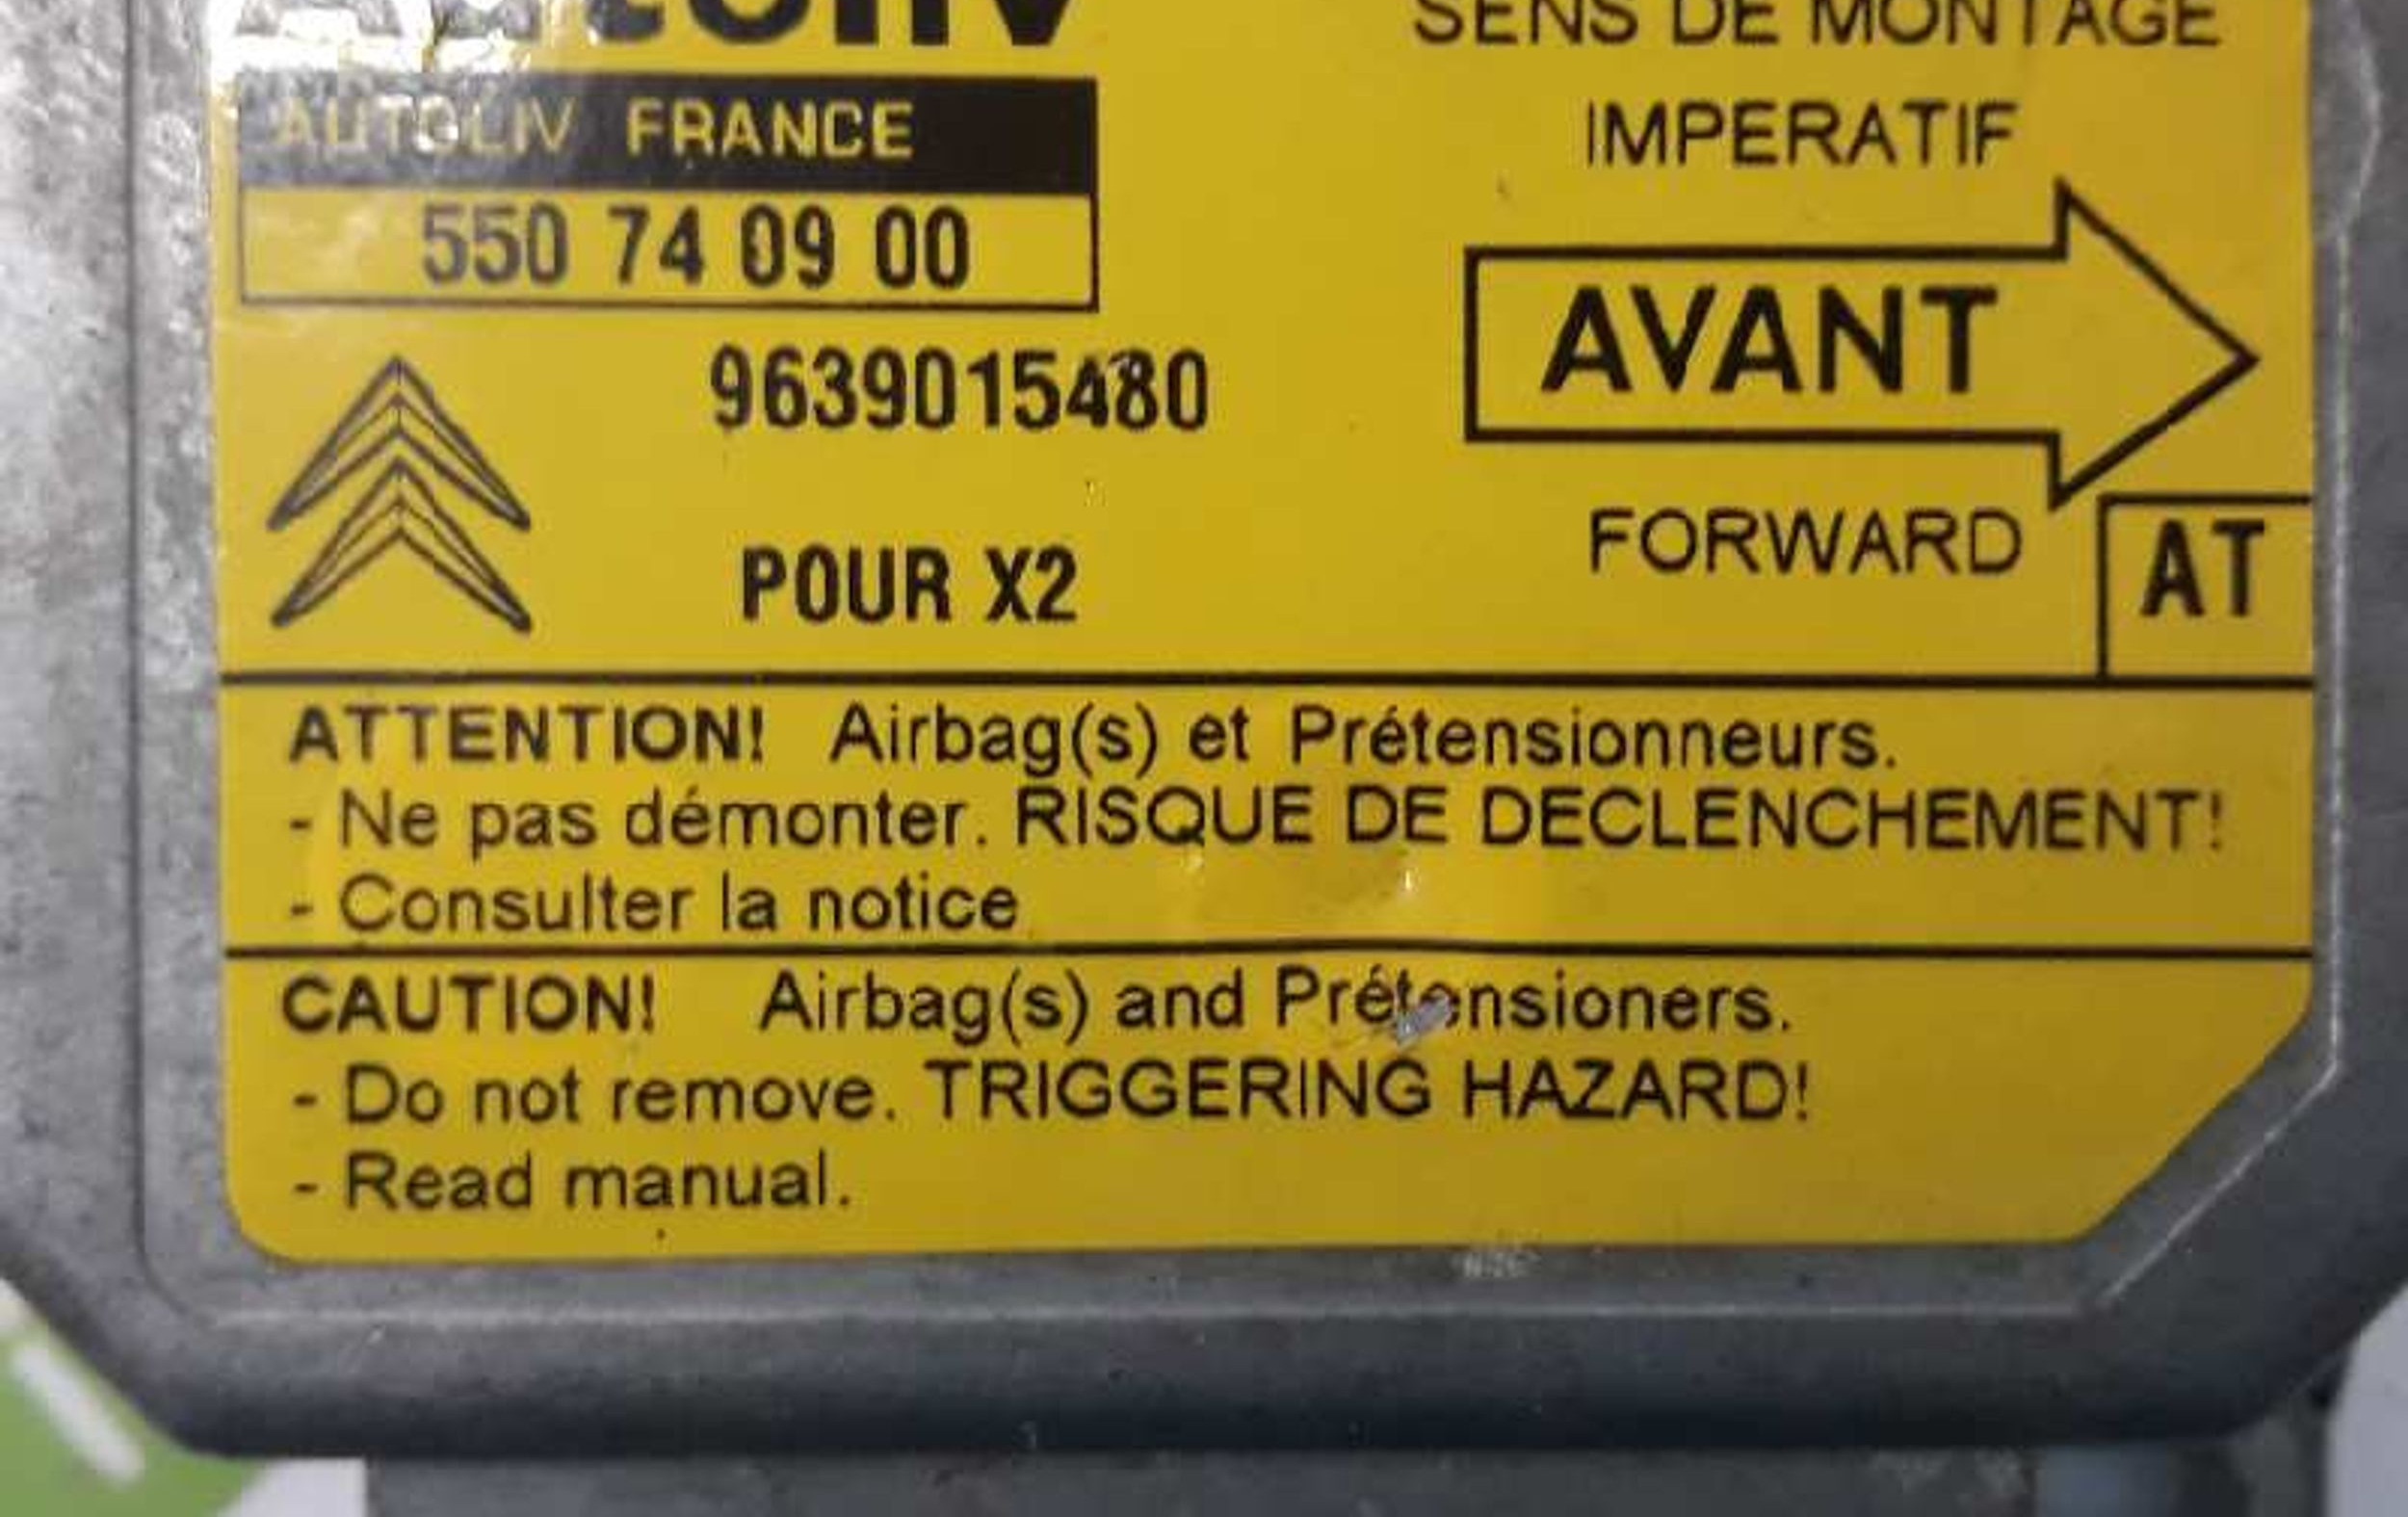 Autoliv
AUTOLIV FRANCE
550 74 09 00
9639015480
POUR X2
SENS DE MONTAGE
IMPERATIF
AVANT
FORWARD
AT
ATTENTION! Airbag(s) et Prétensionneurs.
- Ne pas démonter. RISQUE DE DECLENCHEMENT!
- Consulter la notice
CAUTION! Airbag(s) and Prétensioners.
- Do not remove. TRIGGERING HAZARD!
- Read manual.